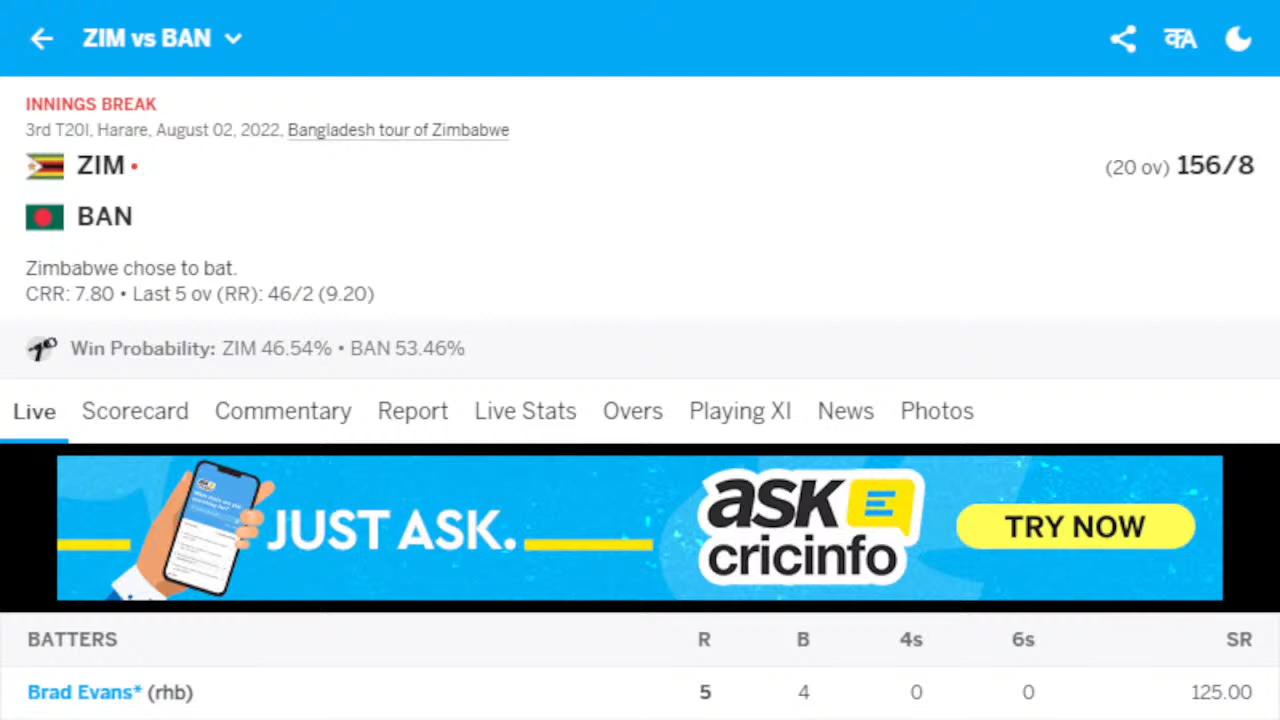 ZIM vs BAN
कA
INNINGS BREAK
3rd T20I, Harare, August 02, 2022, Bangladesh tour of Zimbabwe
ZIM (20 ov) 156/8
BAN
Zimbabwe chose to bat.
CRR: 7.80 • Last 5 ov (RR): 46/2 (9.20)
Win Probability: ZIM 46.54% • BAN 53.46%
Live Scorecard Commentary Report Live Stats Overs Playing XI News Photos
JUST ASK.
ask
cricinfo
TRY NOW
BATTERS R B 4s 6s SR
Brad Evans* (rhb) 5 4 0 0 125.00